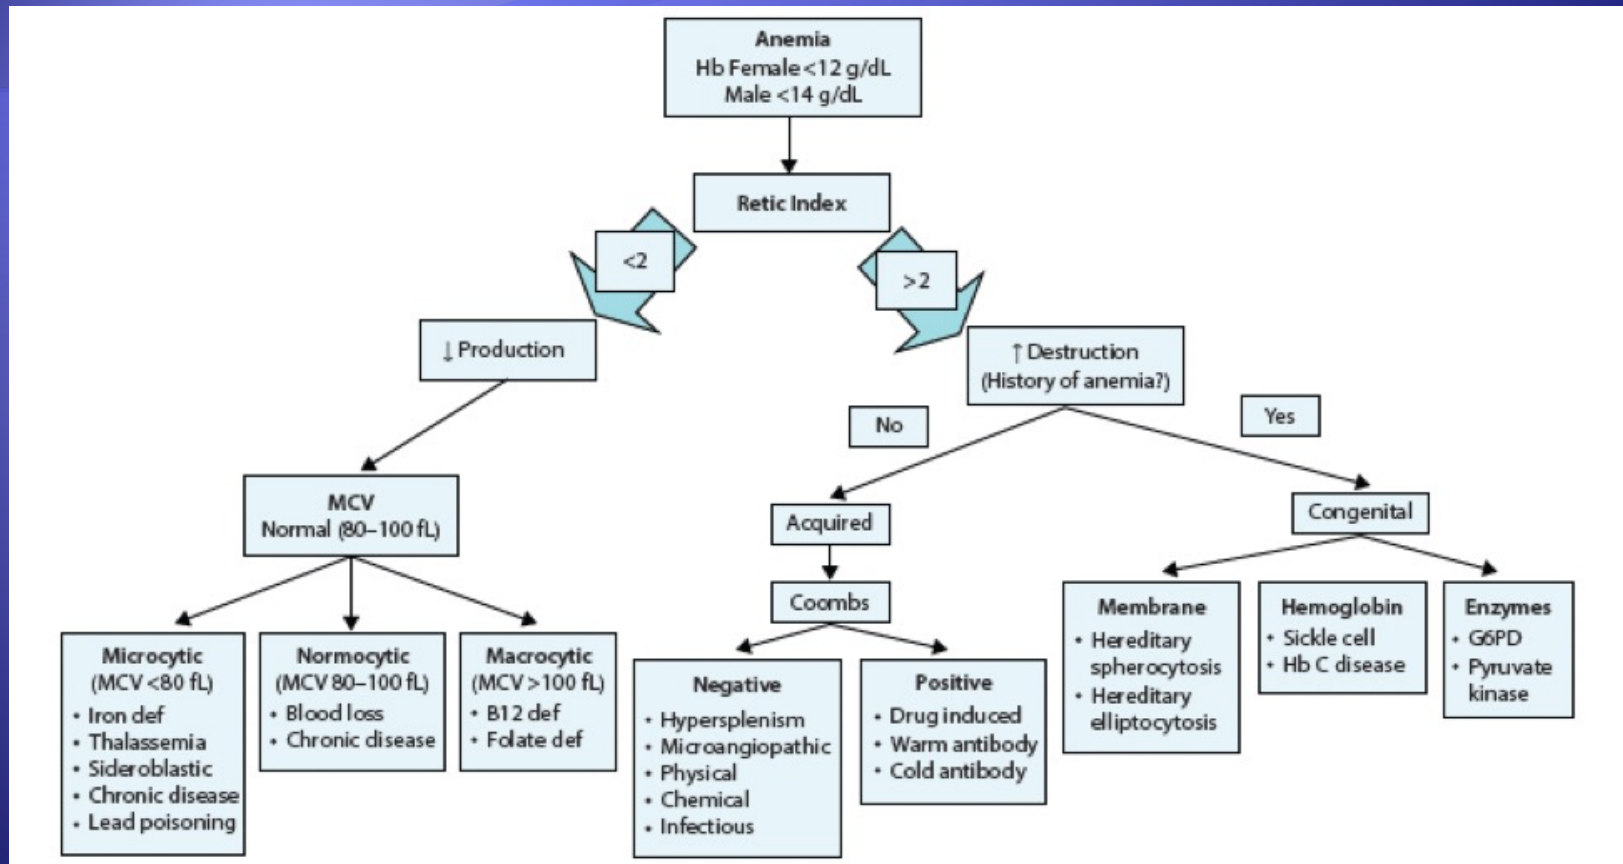 Anemia
Hb Female <12 g/dL
Male <14 g/dL
Retic Index
<2
>2
↓ Production
↑ Destruction
(History of anemia?)
No
Yes
MCV
Normal (80–100 fL)
Acquired
Congenital
Coombs
Microcytic
(MCV <80 fL)
• Iron def
• Thalassemia
• Sideroblastic
• Chronic disease
• Lead poisoning
Normocytic
(MCV 80–100 fL)
• Blood loss
• Chronic disease
Macrocytic
(MCV >100 fL)
• B12 def
• Folate def
Negative
• Hypersplenism
• Microangiopathic
• Physical
• Chemical
• Infectious
Positive
• Drug induced
• Warm antibody
• Cold antibody
Membrane
• Hereditary
spherocytosis
• Hereditary
elliptocytosis
Hemoglobin
• Sickle cell
• Hb C disease
Enzymes
• G6PD
• Pyruvate
kinase